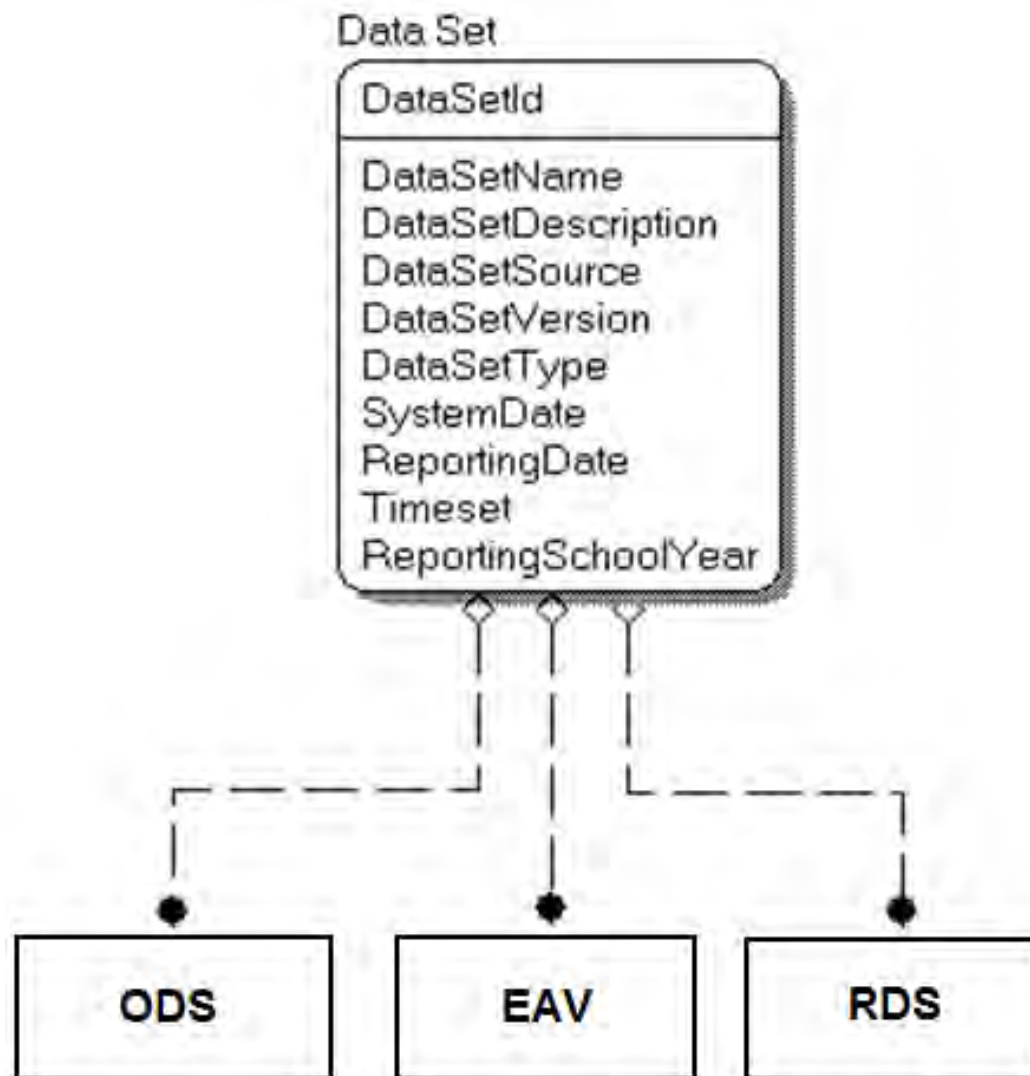 Data Set
DataSetId
DataSetName
DataSetDescription
DataSetSource
DataSetVersion
DataSetType
SystemDate
ReportingDate
Timeset
ReportingSchoolYear
ODS
EAV
RDS